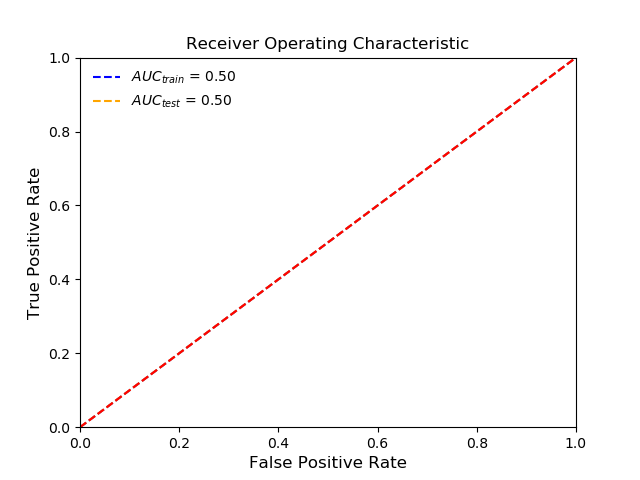 Receiver Operating Characteristic
AUC_train = 0.50
AUC_test = 0.50
True Positive Rate
1.0
0.8
0.6
0.4
0.2
0.0
0.0 0.2 0.4 0.6 0.8 1.0
False Positive Rate